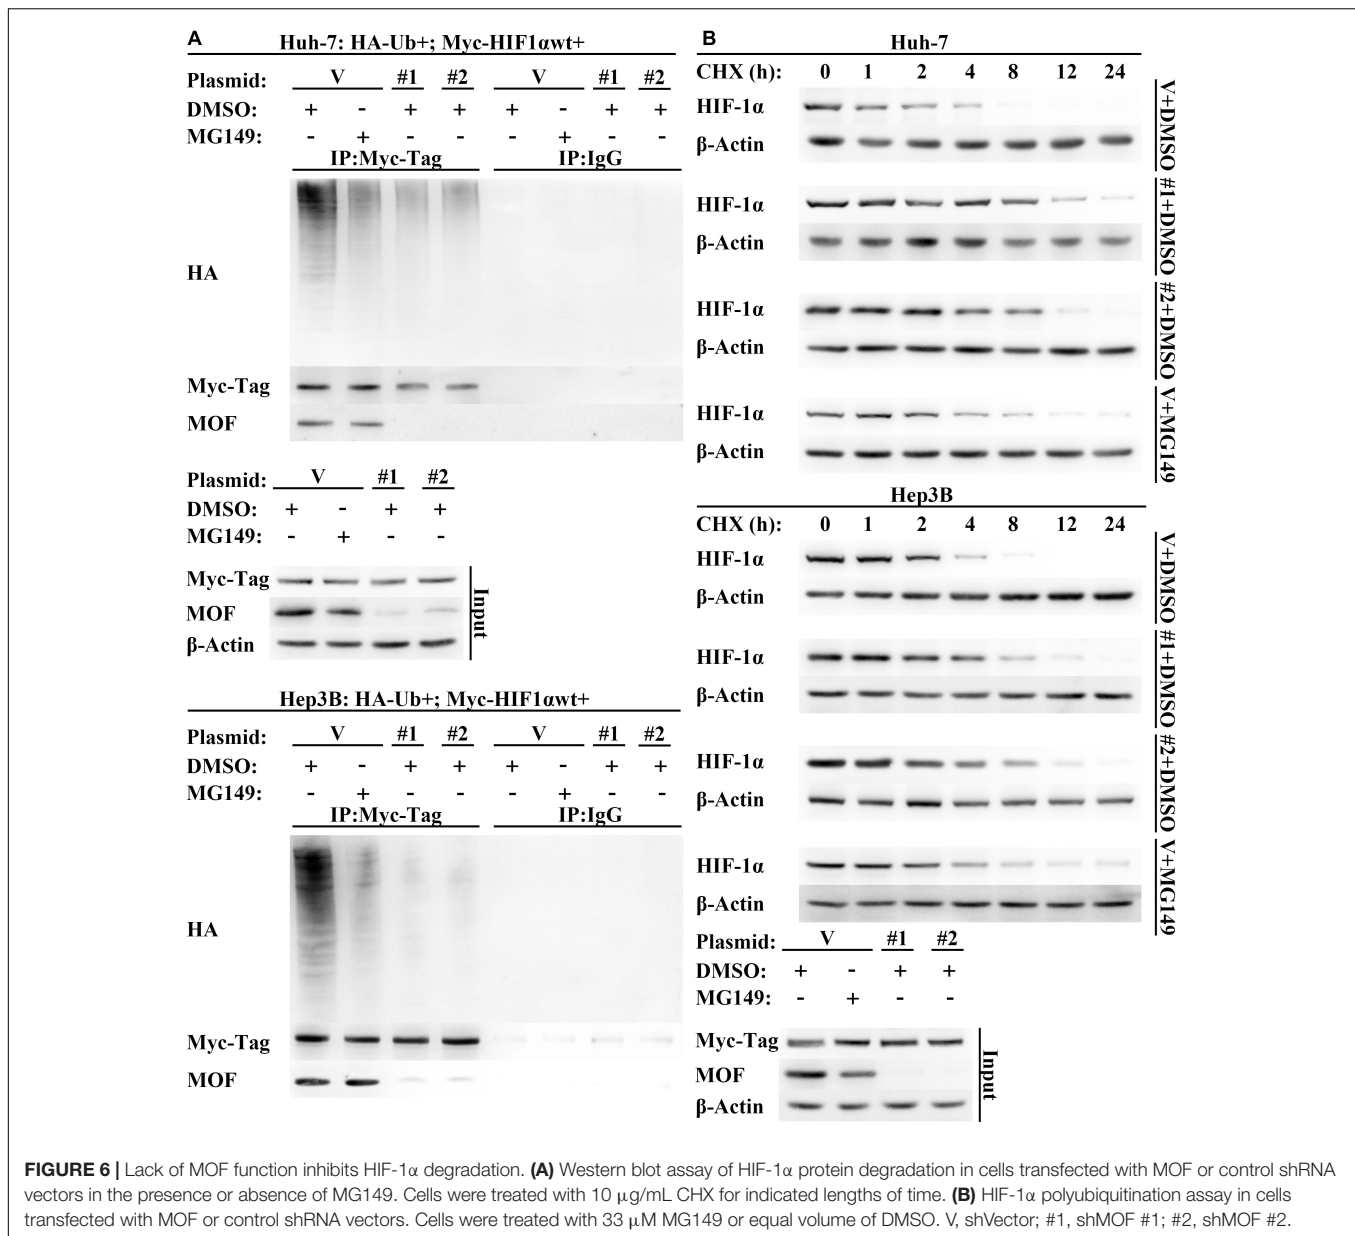 A
Huh-7: HA-Ub+; Myc-HIF1αwt+
Plasmid: V #1 #2 V #1 #2
DMSO: + - + + + - + +
MG149: - + - - - + - -
IP:Myc-Tag IP:IgG
HA
Myc-Tag
MOF
Plasmid: V #1 #2
DMSO: + - + +
MG149: - + - -
Myc-Tag
MOF
β-Actin
Input
Hep3B: HA-Ub+; Myc-HIF1αwt+
Plasmid: V #1 #2 V #1 #2
DMSO: + - + + + - + +
MG149: - + - - - + - -
IP:Myc-Tag IP:IgG
HA
Myc-Tag
MOF
B
Huh-7
CHX (h): 0 1 2 4 8 12 24
HIF-1α
β-Actin
V+DMSO
HIF-1α
β-Actin
#1+DMSO
HIF-1α
β-Actin
#2+DMSO
HIF-1α
β-Actin
V+MG149
Hep3B
CHX (h): 0 1 2 4 8 12 24
HIF-1α
β-Actin
V+DMSO
HIF-1α
β-Actin
#1+DMSO
HIF-1α
β-Actin
#2+DMSO
HIF-1α
β-Actin
V+MG149
Plasmid: V #1 #2
DMSO: + - + +
MG149: - + - -
Myc-Tag
MOF
β-Actin
Input
FIGURE 6 | Lack of MOF function inhibits HIF-1α degradation. (A) Western blot assay of HIF-1α protein degradation in cells transfected with MOF or control shRNA
vectors in the presence or absence of MG149. Cells were treated with 10 μg/mL CHX for indicated lengths of time. (B) HIF-1α polyubiquitination assay in cells
transfected with MOF or control shRNA vectors. Cells were treated with 33 μM MG149 or equal volume of DMSO. V, shVector; #1, shMOF #1; #2, shMOF #2.